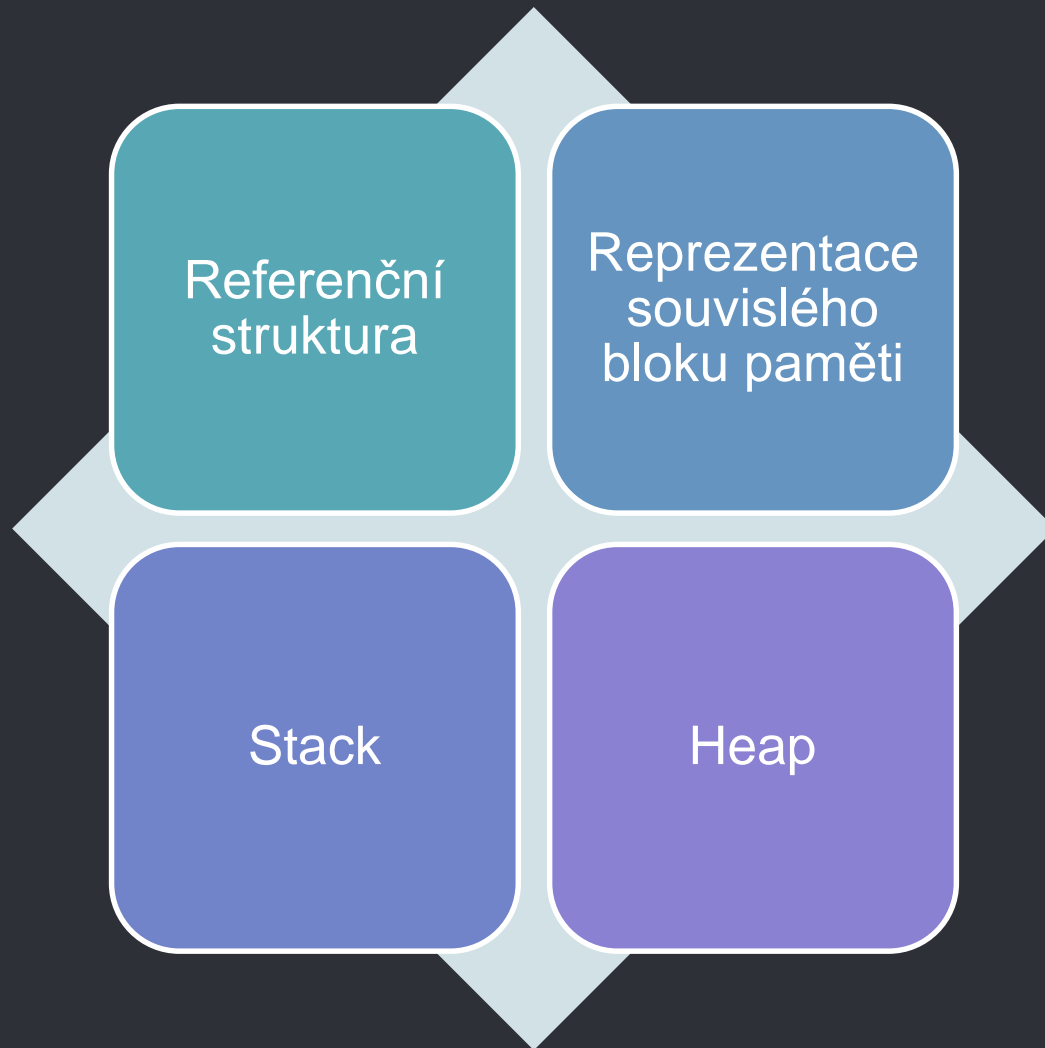 Referenční
struktura
Reprezentace
souvislého
bloku paměti
Stack
Heap